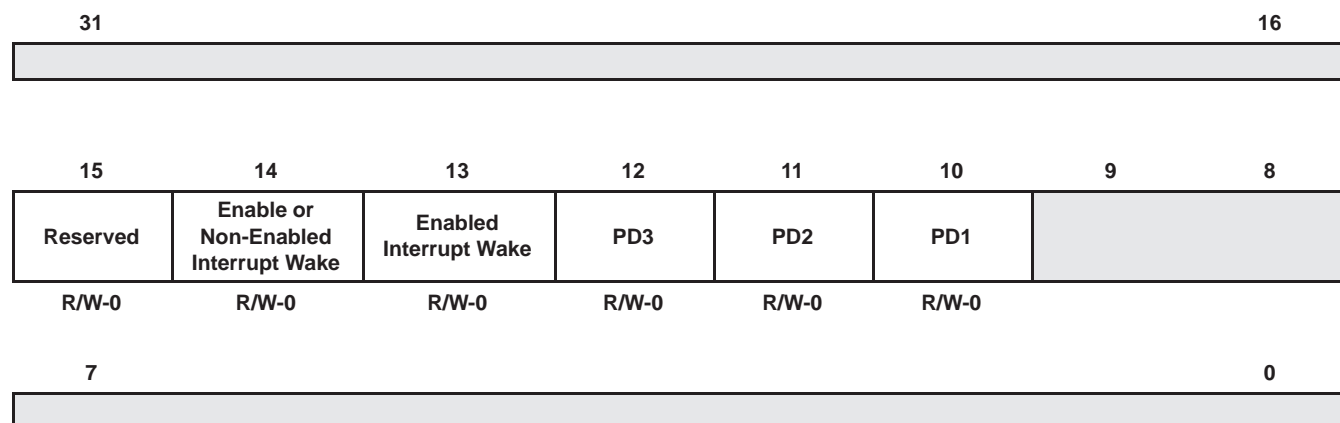 31 16
15 14 13 12 11 10 9 8
Reserved Enable or Non-Enabled Interrupt Wake Enabled Interrupt Wake PD3 PD2 PD1
R/W-0 R/W-0 R/W-0 R/W-0 R/W-0 R/W-0
7 0